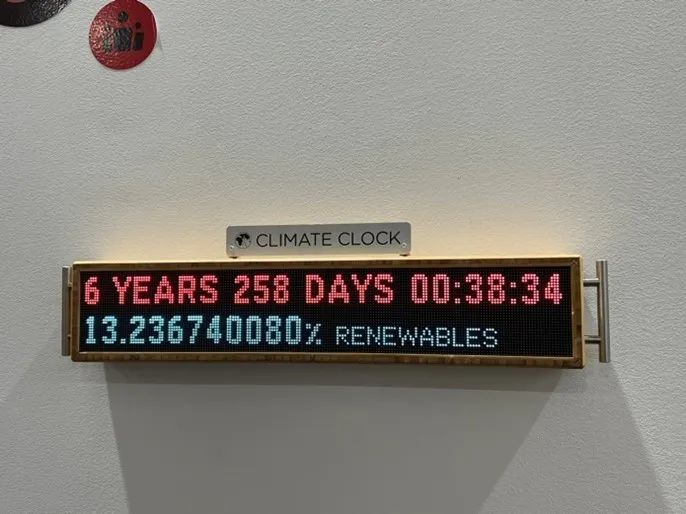 CLIMATE CLOCK
6 YEARS 258 DAYS 00:38:34
13.236740080% RENEWABLES